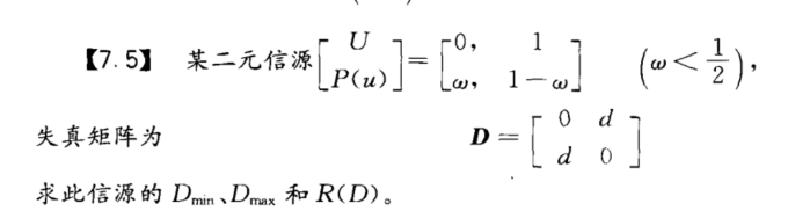 【7.5】 某二元信源[U P(u)]=[0, 1 ω, 1-ω] (ω<1/2),
失真矩阵为 D=[0 d d 0]
求此信源的 Dmin、Dmax 和 R(D)。